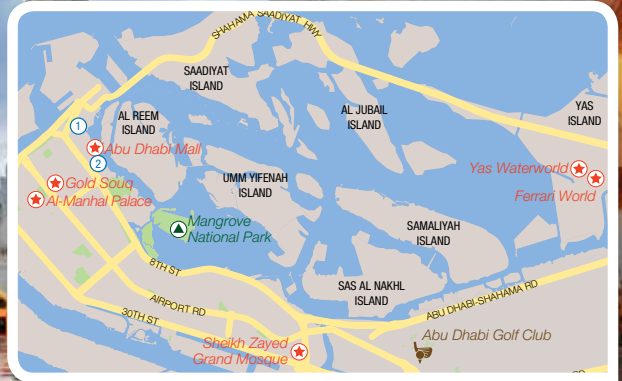 SHAHAMA SAADIYAT HWY
SAADIYAT
ISLAND
AL REEM
ISLAND
AL JUBAIL
ISLAND
YAS
ISLAND
1
Abu Dhabi Mall
2
Yas Waterworld
Gold Souq
UMM YIFENAH
ISLAND
Ferrari World
Al-Manhal Palace
Mangrove
National Park
SAMALIYAH
ISLAND
8TH ST
SAS AL NAKHL
ISLAND
AIRPORT RD
ABU DHABI-SHAHAMA RD
30TH ST
Abu Dhabi Golf Club
Sheikh Zayed
Grand Mosque
RD